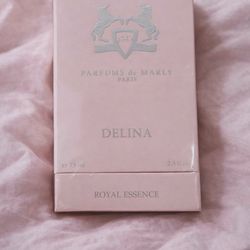 PARFUMS de MARLY
PARIS
DELINA
ROYAL ESSENCE